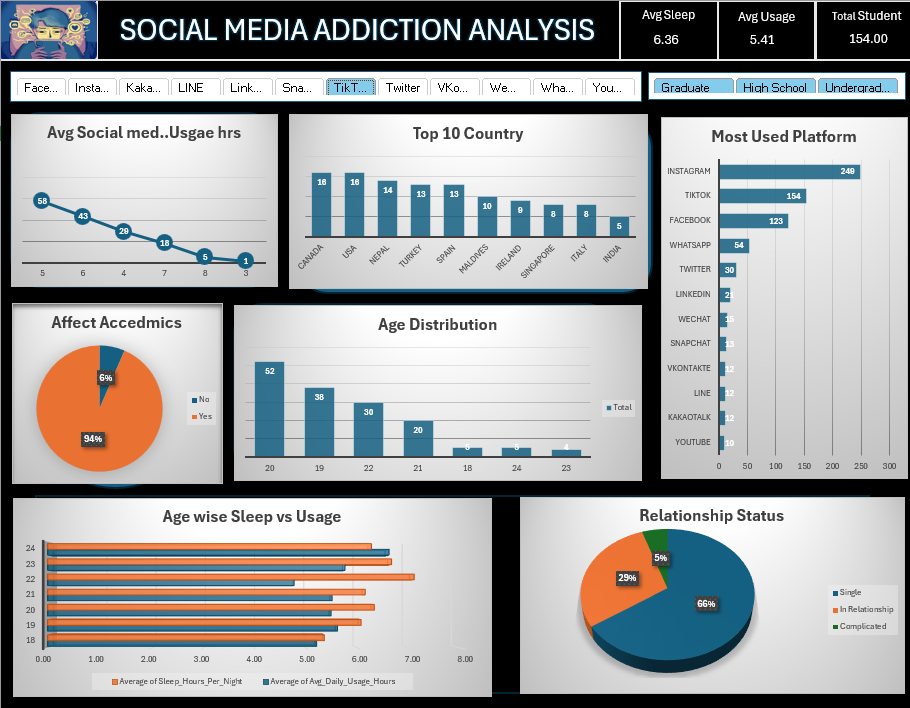 SOCIAL MEDIA ADDICTION ANALYSIS
Avg Sleep
6.36
Avg Usage
5.41
Total Student
154.00
Face... Insta... Kaka... LINE Link... Sna... TikT... Twitter VKo... We... Wha... You...
Graduate High School Undergrad...
Avg Social med..Usgae hrs
58
43
29
18
5
1
5 6 4 7 8 3
Top 10 Country
16 16 14 13 13 10 9 8 8 5
CANADA USA NEPAL TURKEY SPAIN MALDIVES IRELAND SINGAPORE ITALY INDIA
Most Used Platform
INSTAGRAM 249
TIKTOK 154
FACEBOOK 123
WHATSAPP 54
TWITTER 30
LINKEDIN 21
WECHAT 15
SNAPCHAT 13
VKONTAKTE 12
LINE 12
KAKAOTALK 12
YOUTUBE 10
0 50 100 150 200 250 300
Affect Accedmics
6%
94%
No
Yes
Age Distribution
52 38 30 20 5 5 4
20 19 22 21 18 24 23
Total
Age wise Sleep vs Usage
24
23
22
21
20
19
18
0.00 1.00 2.00 3.00 4.00 5.00 6.00 7.00 8.00
Average of Sleep_Hours_Per_Night Average of Avg_Daily_Usage_Hours
Relationship Status
5%
29%
66%
Single
In Relationship
Complicated